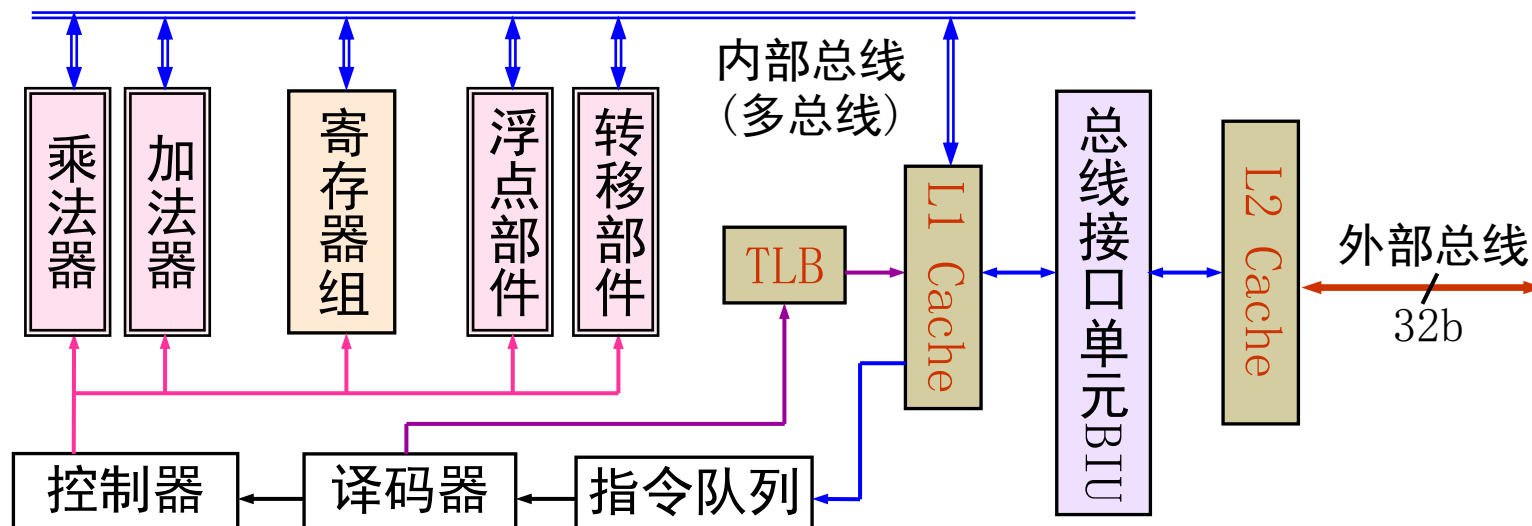 内部总线
(多总线)
乘法器
加法器
寄存器组
浮点部件
转移部件
TLB
L1 Cache
总线接口单元BIU
L2 Cache
外部总线
32b
控制器
译码器
指令队列